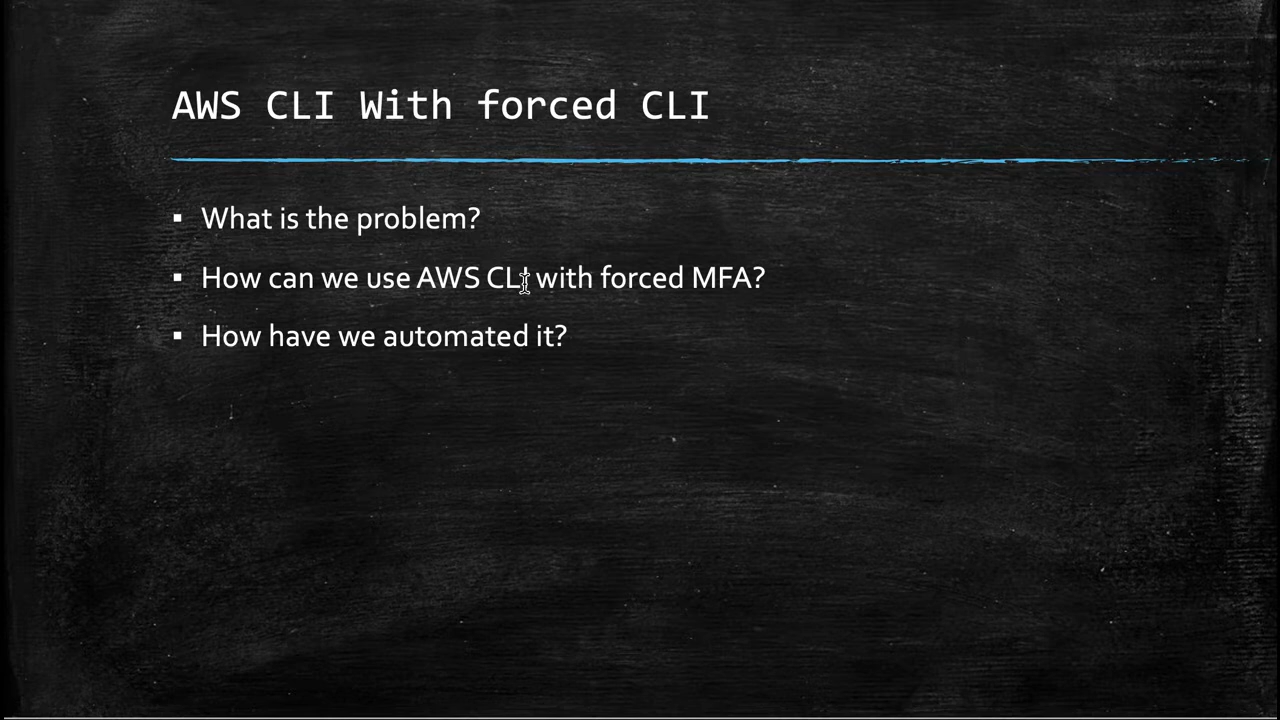 AWS CLI With forced CLI
▪ What is the problem?
▪ How can we use AWS CLI with forced MFA?
▪ How have we automated it?